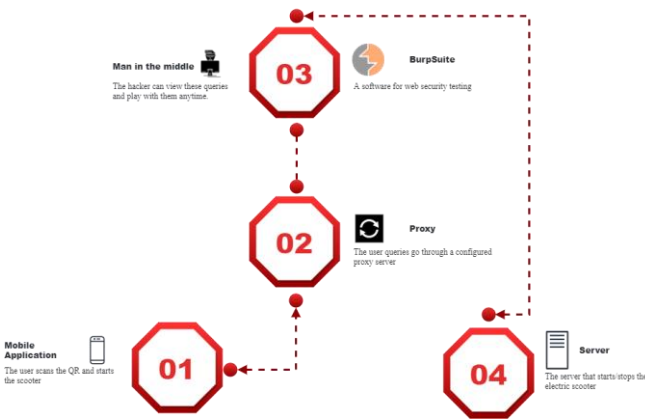 Man in the middle
The hacker can view these queries
and play with them anytime.
03
BurpSuite
A software for web security testing
02
Proxy
The user queries go through a configured
proxy server
Mobile
Application
The user scans the QR and starts
the scooter
01
04
Server
The server that starts/stops the
electric scooter